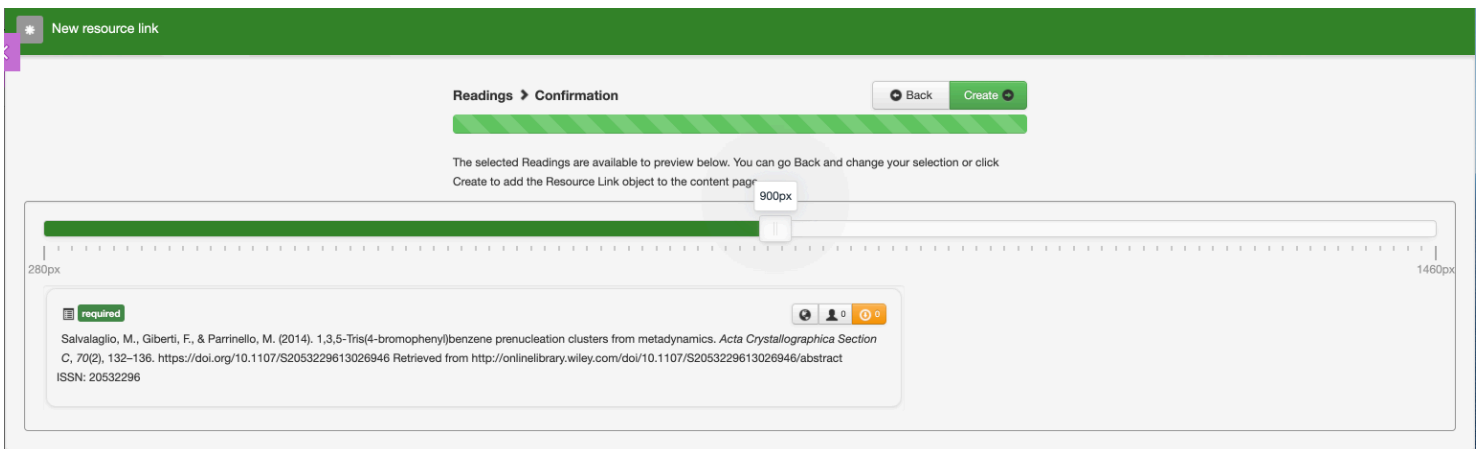 New resource link
Readings > Confirmation
Back
Create
The selected Readings are available to preview below. You can go Back and change your selection or click
Create to add the Resource Link object to the content page
900px
280px
1460px
required
0
0
Salvalaglio, M., Giberti, F., & Parrinello, M. (2014). 1,3,5-Tris(4-bromophenyl)benzene prenucleation clusters from metadynamics. Acta Crystallographica Section
C, 70(2), 132–136. https://doi.org/10.1107/S2053229613026946 Retrieved from http://onlinelibrary.wiley.com/doi/10.1107/S2053229613026946/abstract
ISSN: 20532296